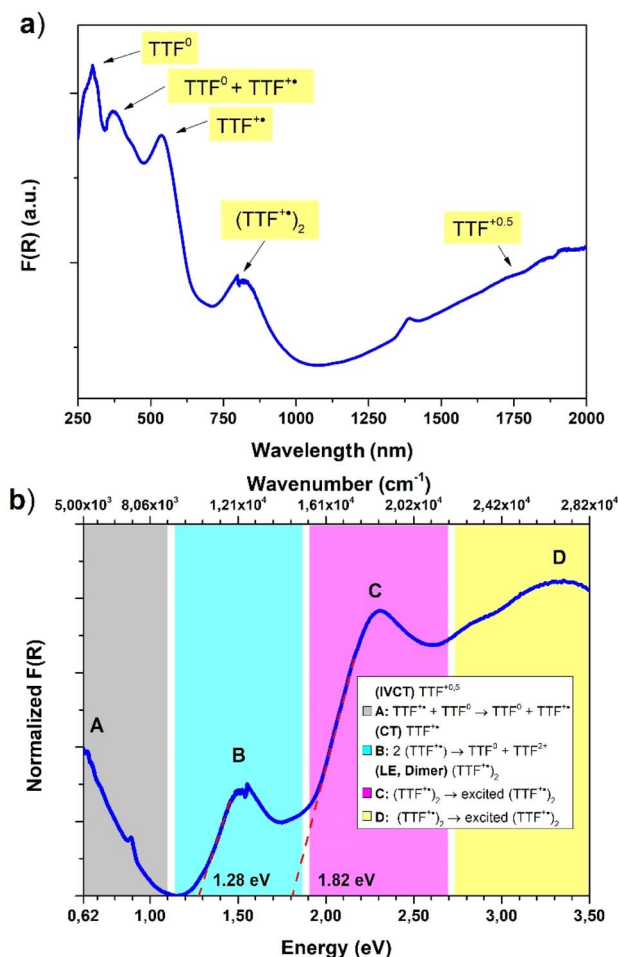 a)
TTF⁰
TTF⁰ + TTF⁺•
TTF⁺•
(TTF⁺•)₂
TTF⁺⁰·⁵
F(R) (a.u.)
250 500 750 1000 1250 1500 1750 2000
Wavelength (nm)
Wavenumber (cm⁻¹)
b)
5,00x10³ 8,06x10³ 1,21x10⁴ 1,61x10⁴ 2,02x10⁴ 2,42x10⁴ 2,82x10⁴
D
C
A
B
Normalized F(R)
(IVCT) TTF⁺⁰,⁵
A: TTF⁺• + TTF⁰ → TTF⁰ + TTF⁺•
(CT) TTF⁺•
B: 2 (TTF⁺•) → TTF⁰ + TTF²⁺
(LE, Dimer) (TTF⁺•)₂
C: (TTF⁺•)₂ → excited (TTF⁺•)₂
D: (TTF⁺•)₂ → excited (TTF⁺•)₂
1.28 eV 1.82 eV
0,62 1,00 1,50 2,00 2,50 3,00 3,50
Energy (eV)